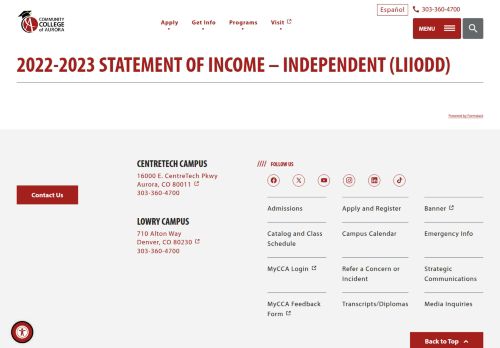 Español
303-360-4700
COMMUNITY
COLLEGE
of AURORA
Apply
Get Info
Programs
Visit
MENU
2022-2023 STATEMENT OF INCOME – INDEPENDENT (LIIODD)
Powered by Formstack
Contact Us
CENTRETECH CAMPUS
16000 E. CentreTech Pkwy
Aurora, CO 80011
303-360-4700
LOWRY CAMPUS
710 Alton Way
Denver, CO 80230
303-360-4700
//// FOLLOW US
Admissions
Apply and Register
Banner
Catalog and Class
Schedule
Campus Calendar
Emergency Info
MyCCA Login
Refer a Concern or
Incident
Strategic
Communications
MyCCA Feedback
Form
Transcripts/Diplomas
Media Inquiries
Back to Top